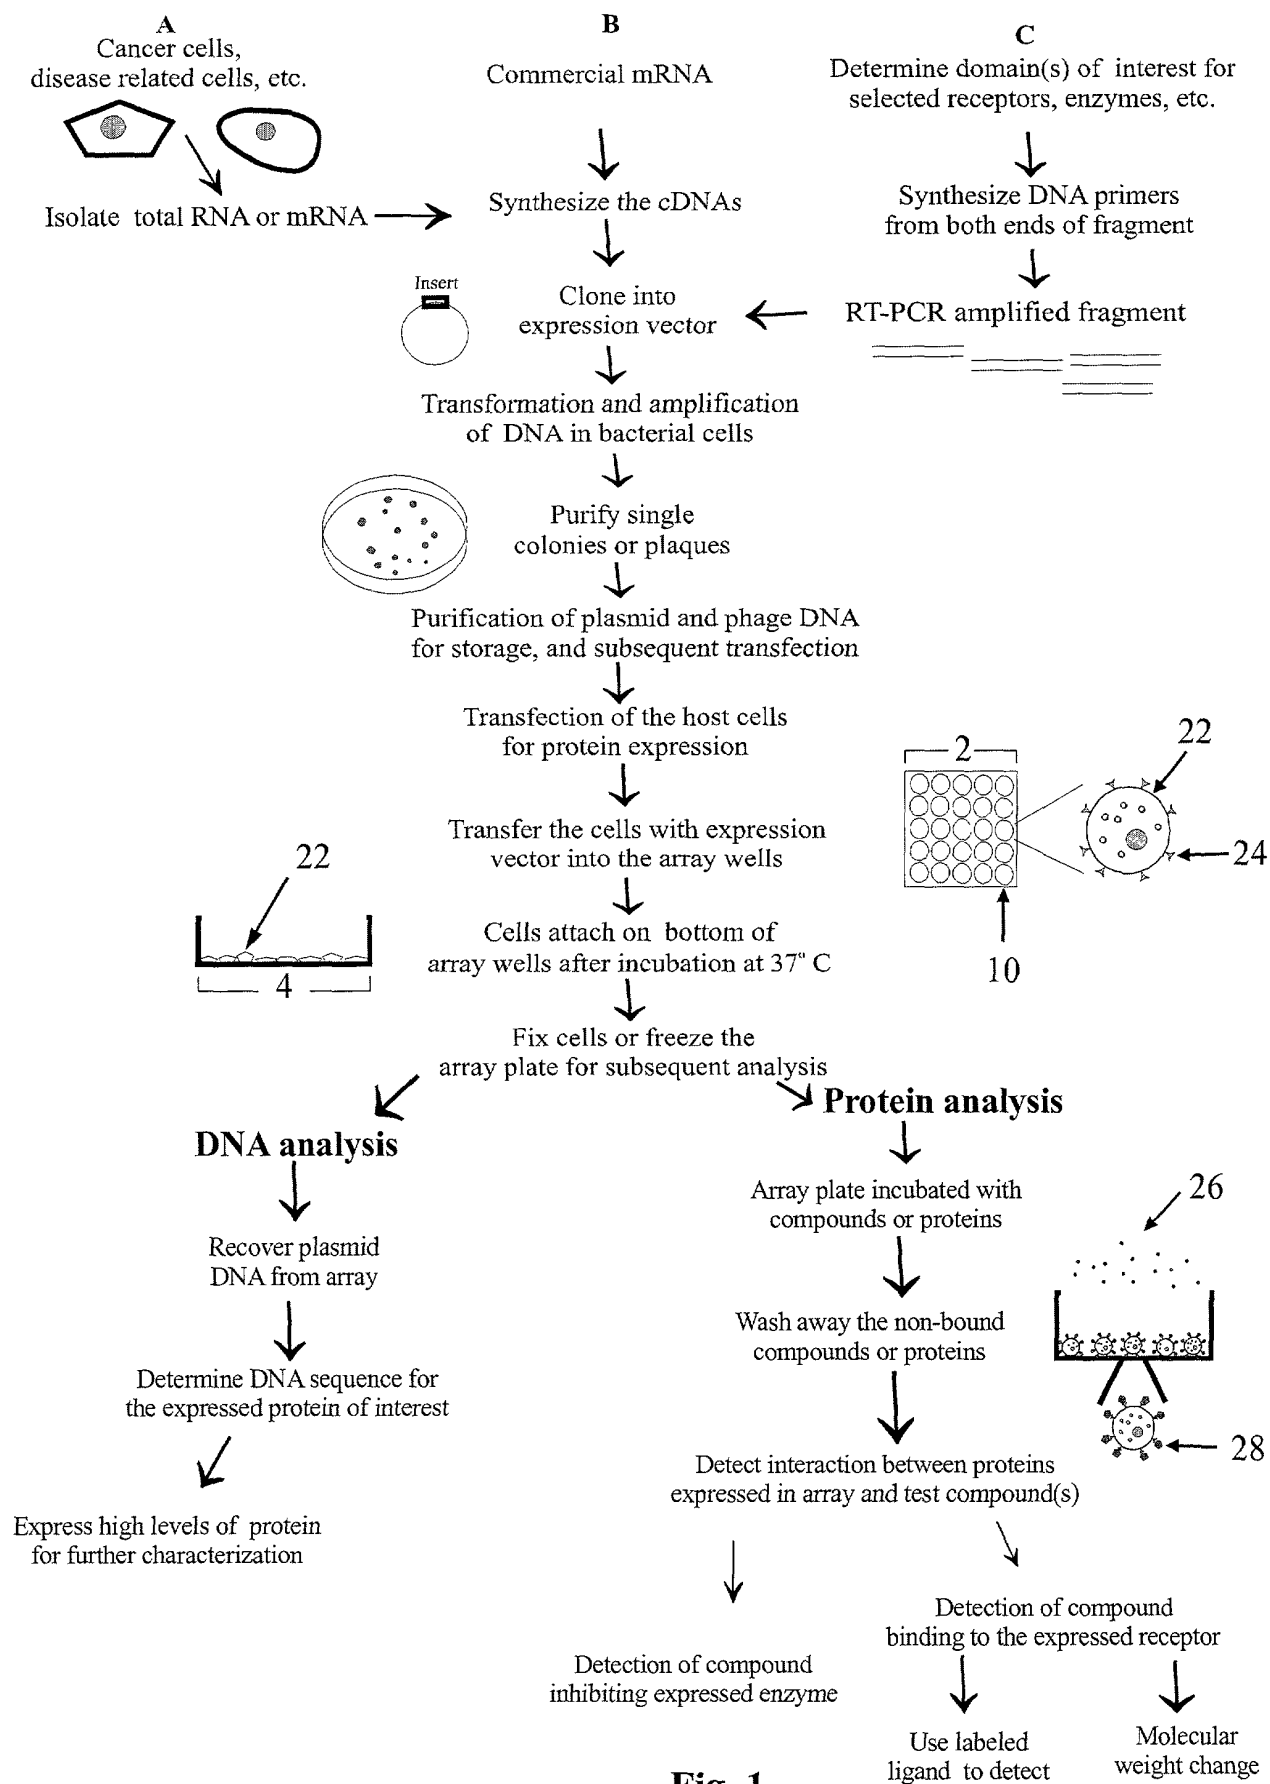 A
Cancer cells,
disease related cells, etc.
Isolate total RNA or mRNA
B
Commercial mRNA
Synthesize the cDNAs
C
Determine domain(s) of interest for
selected receptors, enzymes, etc.
Synthesize DNA primers
from both ends of fragment
RT-PCR amplified fragment
Insert
Clone into
expression vector
Transformation and amplification
of DNA in bacterial cells
Purify single
colonies or plaques
Purification of plasmid and phage DNA
for storage, and subsequent transfection
Transfection of the host cells
for protein expression
2
22
24
10
Transfer the cells with expression
vector into the array wells
22
4
Cells attach on bottom of
array wells after incubation at 37° C
Fix cells or freeze the
array plate for subsequent analysis
DNA analysis
Recover plasmid
DNA from array
Determine DNA sequence for
the expressed protein of interest
Express high levels of protein
for further characterization
Protein analysis
Array plate incubated with
compounds or proteins
26
Wash away the non-bound
compounds or proteins
28
Detect interaction between proteins
expressed in array and test compound(s)
Detection of compound
inhibiting expressed enzyme
Detection of compound
binding to the expressed receptor
Use labeled
ligand to detect
Molecular
weight change
Fig. 1